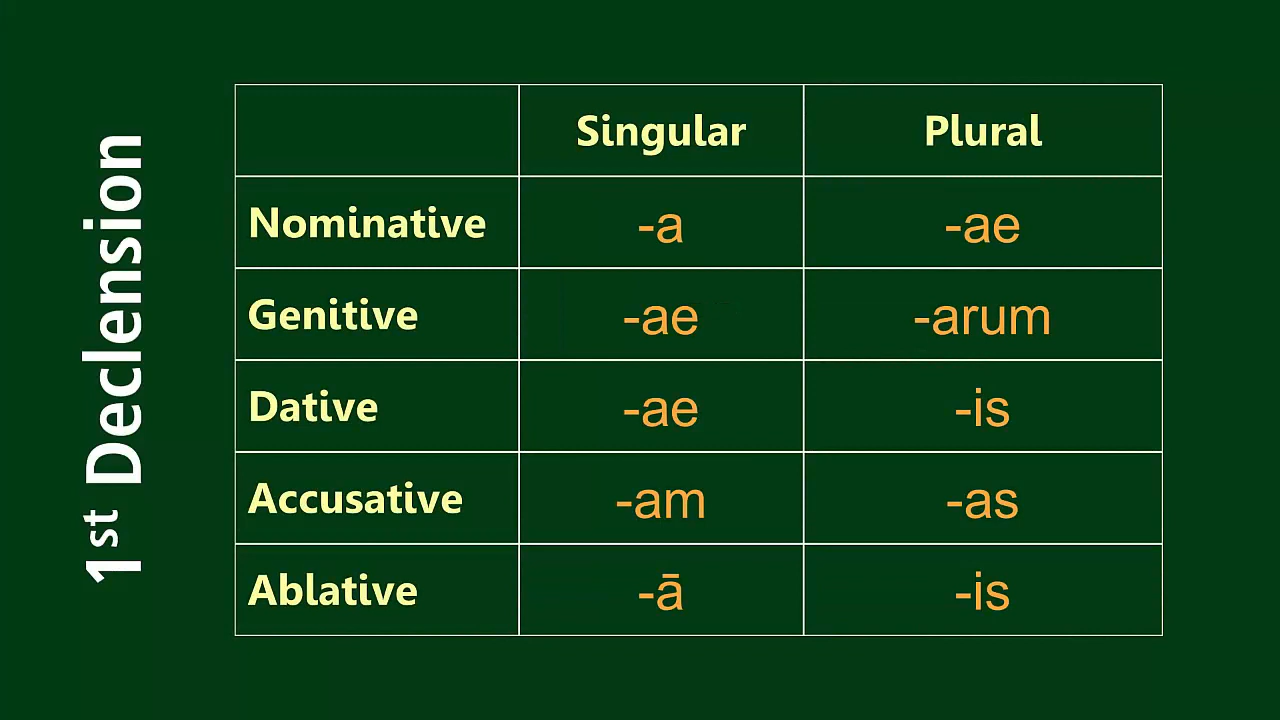 1st Declension
Singular Plural
Nominative -a -ae
Genitive -ae -arum
Dative -ae -is
Accusative -am -as
Ablative -ā -is